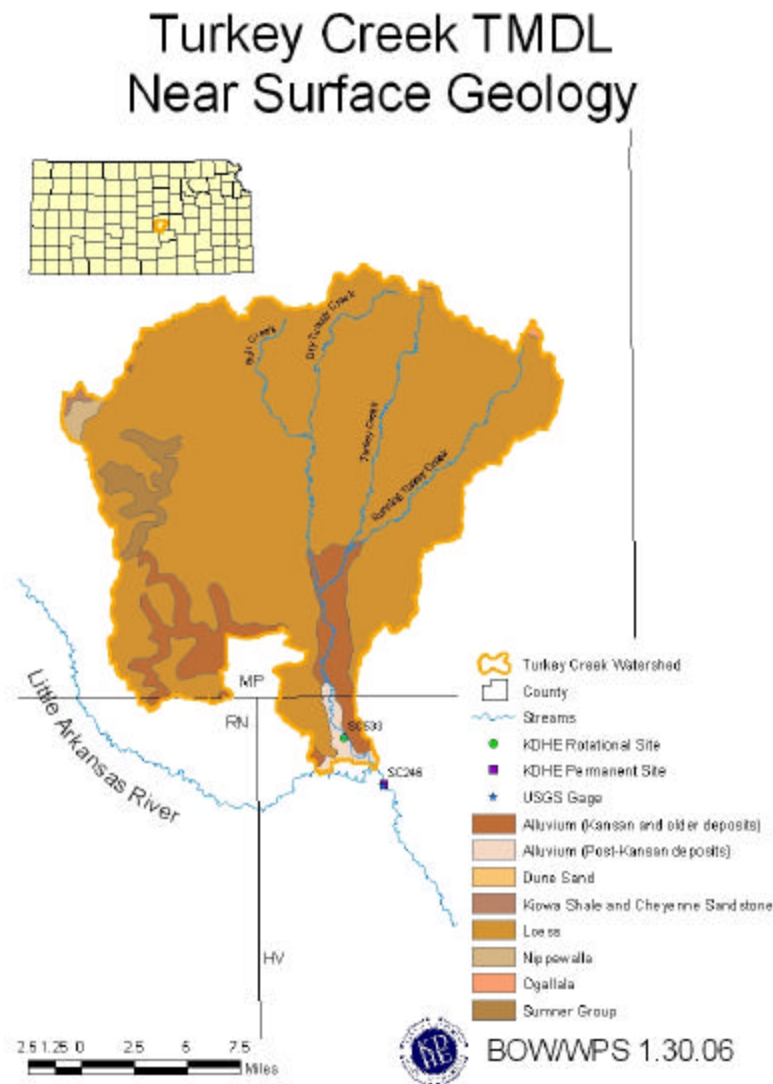 Turkey Creek TMDL
Near Surface Geology
Bull Creek
Dry Turkey Creek
Turkey Creek
Running Turkey Creek
MP
RN
SC533
SC246
Little Arkansas River
HV
Turkey Creek Watershed
County
Streams
KDHE Rotational Site
KDHE Permanent Site
USGS Gage
Alluvium (Kansan and older deposits)
Alluvium (Post-Kansan deposits)
Dune Sand
Kiowa Shale and Cheyenne Sandstone
Loess
Nippewalla
Ogallala
Sumner Group
2.5 1.25 0 2.5 5 7.5
Miles
BOW/WPS 1.30.06